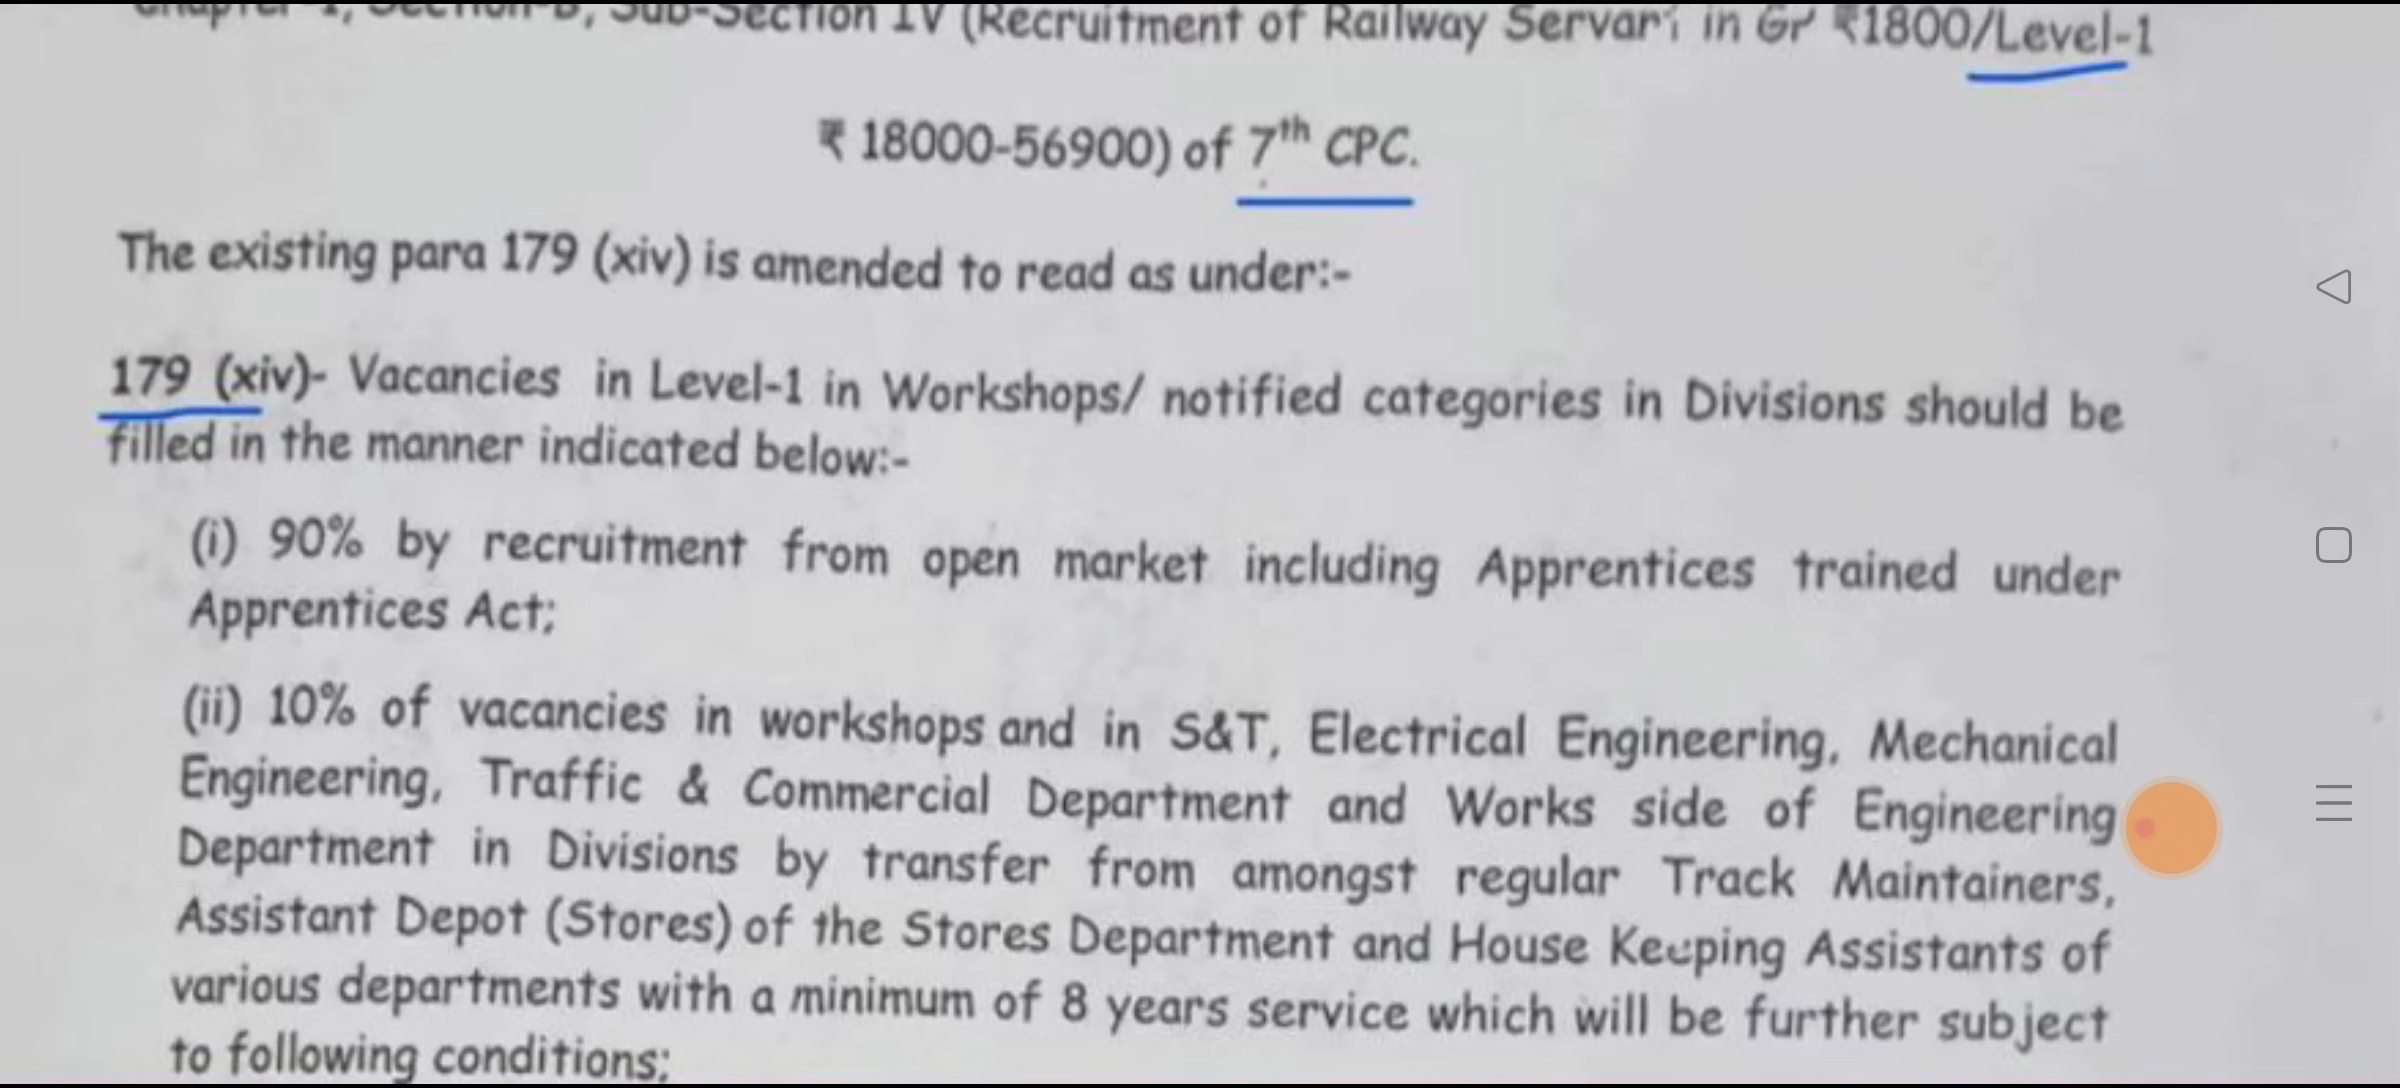 Chapter-1, Section-B, Sub-Section IV (Recruitment of Railway in ₹1800/Level-1
₹ 18000-56900) of 7th CPC.
The existing para 179 (xiv) is amended to read as under:-
179 (xiv)- Vacancies in Level-1 in Workshops/ notified categories in Divisions should be
filled in the manner indicated below:-
(i) 90% by recruitment from open market including Apprentices trained under
Apprentices Act;
(ii) 10% of vacancies in workshops and in S&T, Electrical Engineering, Mechanical
Engineering, Traffic & Commercial Department and Works side of Engineering
Department in Divisions by transfer from amongst regular Track Maintainers,
Assistant Depot (Stores) of the Stores Department and House Keeping Assistants of
various departments with a minimum of 8 years service which will be further subject
to following conditions;